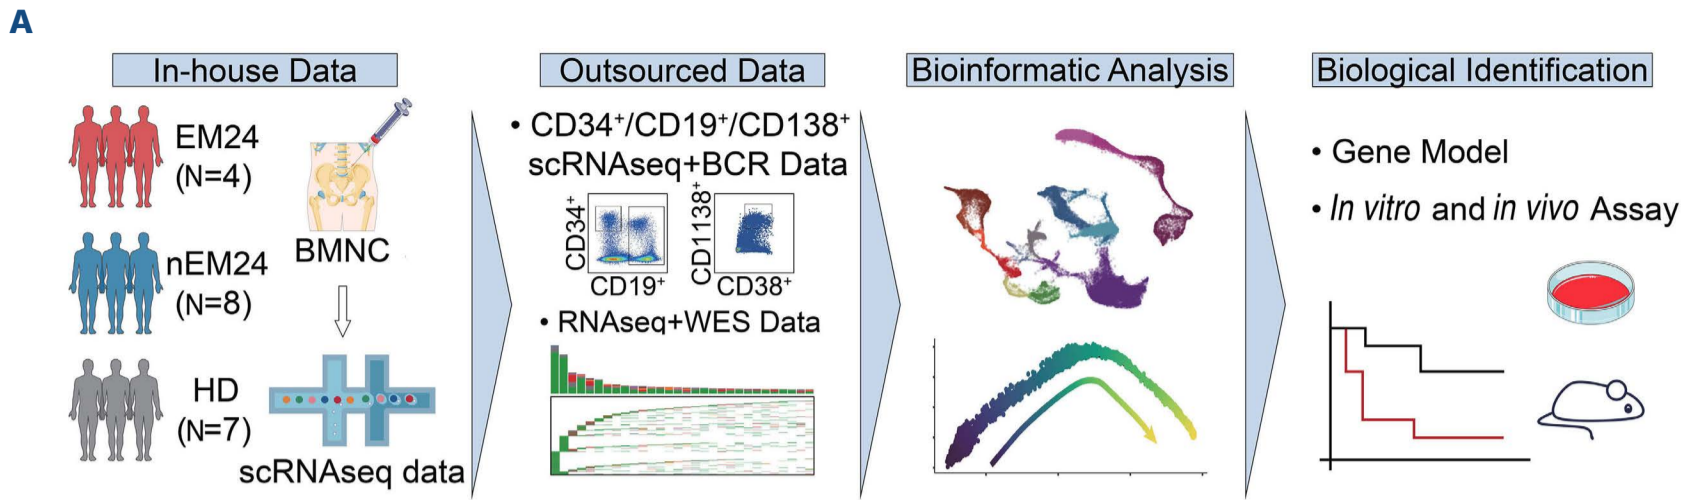 A
In-house Data
EM24
(N=4)
BMNC
nEM24
(N=8)
HD
(N=7)
scRNAseq data
Outsourced Data
• CD34⁺/CD19⁺/CD138⁺
scRNAseq+BCR Data
CD34⁺
CD19⁺
CD1138⁺
CD38⁺
• RNAseq+WES Data
Bioinformatic Analysis
Biological Identification
• Gene Model
• In vitro and in vivo Assay